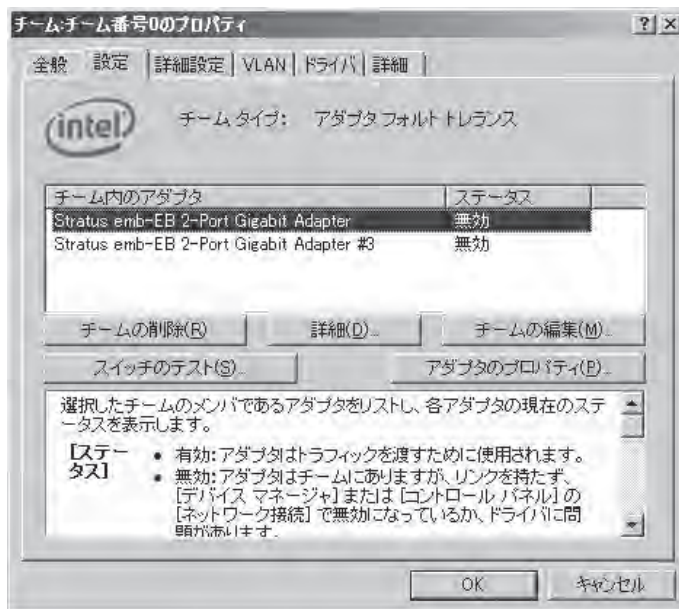 チーム:チーム番号0のプロパティ
? ×
全般 設定 詳細設定 VLAN ドライバ 詳細
intel
チーム タイプ: アダプタ フォルト トレランス
チーム内のアダプタ ステータス
Stratus emb-EB 2-Port Gigabit Adapter 無効
Stratus emb-EB 2-Port Gigabit Adapter #3 無効
チームの削除(R) 詳細(D)... チームの編集(M)...
スイッチのテスト(S)... アダプタのプロパティ(P)...
選択したチームのメンバであるアダプタをリストし、各アダプタの現在のステ
ータスを表示します。
[ステー
タス]
• 有効: アダプタはトラフィックを渡すために使用されます。
• 無効: アダプタはチームにありますが、リンクを持たず、
[デバイス マネージャ] または [コントロール パネル] の
[ネットワーク接続] で無効になっているか、ドライバに問
題があります。
OK キャンセル